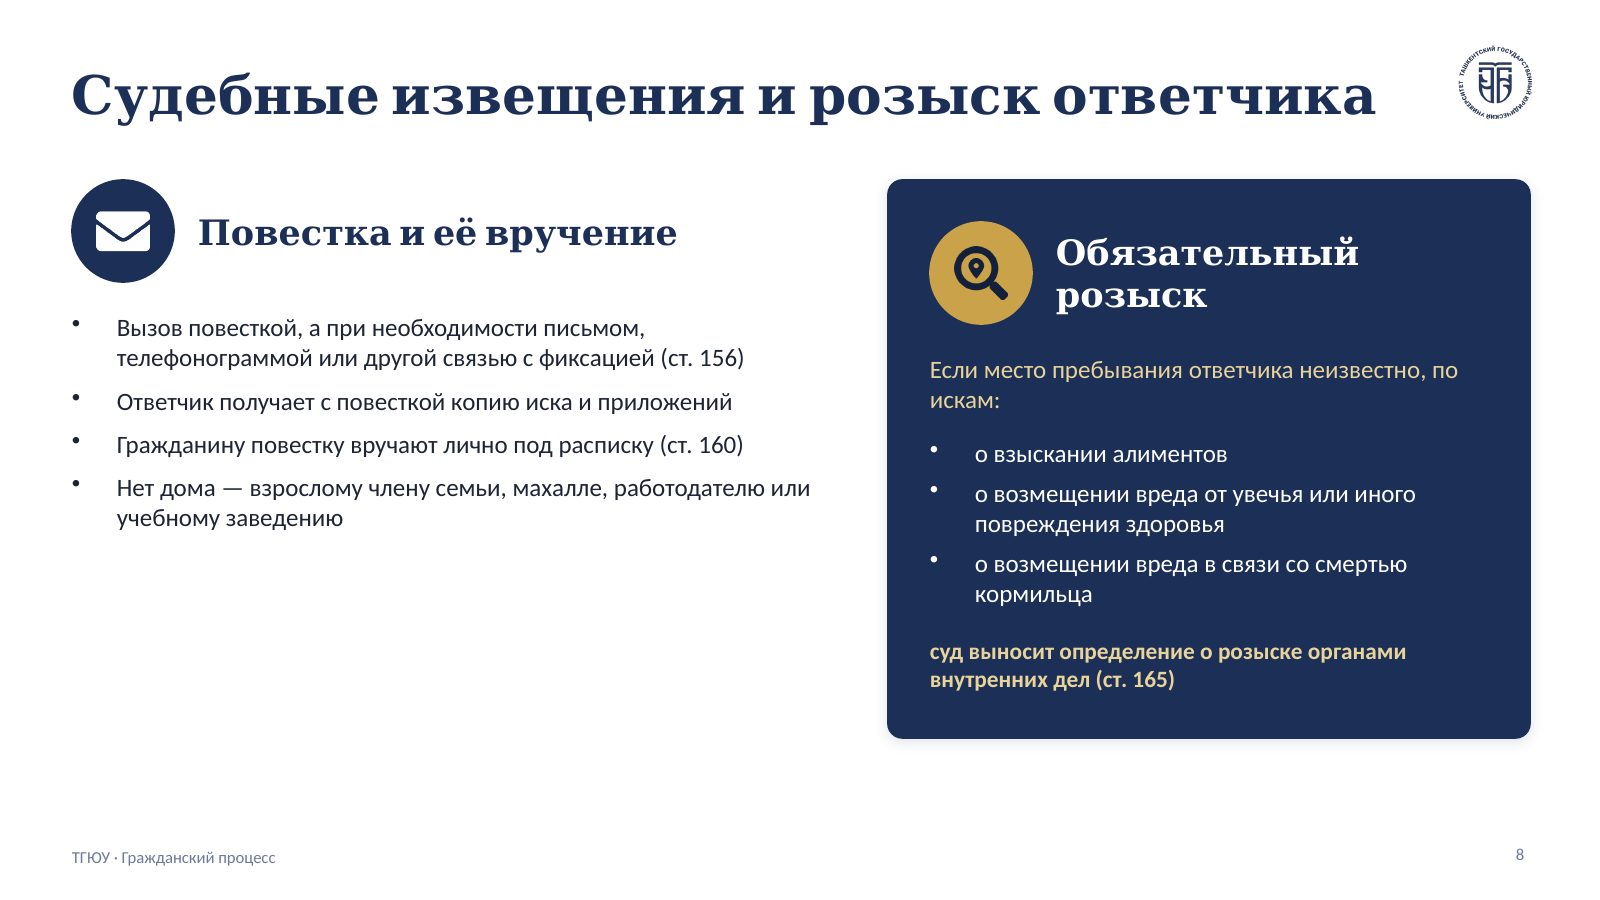 Судебные извещения и розыск ответчика
ТАШКЕНТСКИЙ ГОСУДАРСТВЕННЫЙ ЮРИДИЧЕСКИЙ УНИВЕРСИТЕТ
Повестка и её вручение
• Вызов повесткой, а при необходимости письмом,
телефонограммой или другой связью с фиксацией (ст. 156)
• Ответчик получает с повесткой копию иска и приложений
• Гражданину повестку вручают лично под расписку (ст. 160)
• Нет дома — взрослому члену семьи, махалле, работодателю или
учебному заведению
Обязательный
розыск
Если место пребывания ответчика неизвестно, по
искам:
• о взыскании алиментов
• о возмещении вреда от увечья или иного
повреждения здоровья
• о возмещении вреда в связи со смертью
кормильца
суд выносит определение о розыске органами
внутренних дел (ст. 165)
ТГЮУ · Гражданский процесс
8